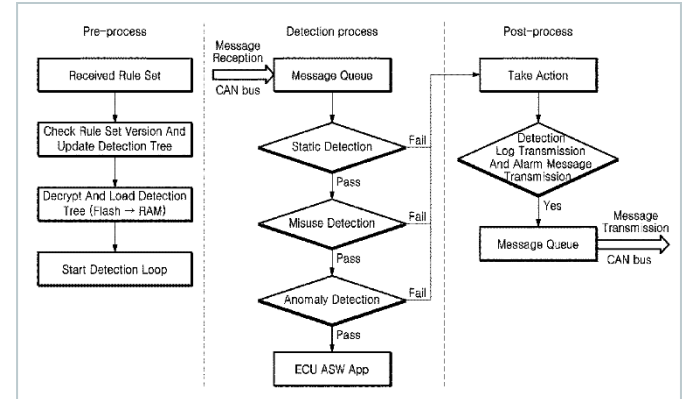 Pre-process
Received Rule Set
Check Rule Set Version And
Update Detection Tree
Decrypt And Load Detection
Tree (Flash → RAM)
Start Detection Loop
Detection process
Message
Reception
CAN bus
Message Queue
Static Detection
Fail
Pass
Misuse Detection
Fail
Pass
Anomaly Detection
Fail
Pass
ECU ASW App
Post-process
Take Action
Detection
Log Transmission
And Alarm Message
Transmission
Yes
Message Queue
Message
Transmission
CAN bus